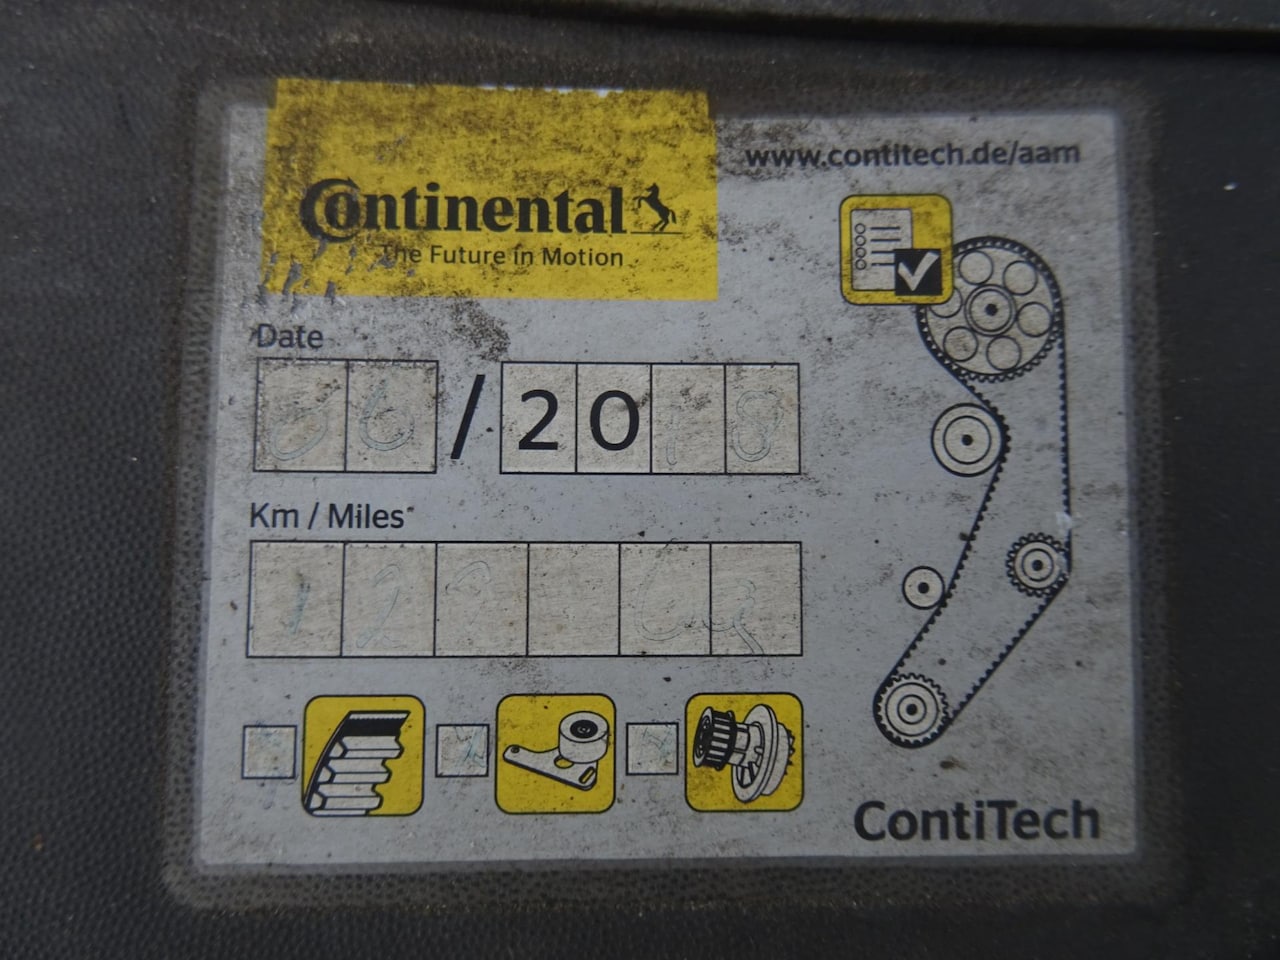 www.contitech.de/aam
Continental
The Future in Motion
Date
06/2018
Km / Miles
ContiTech